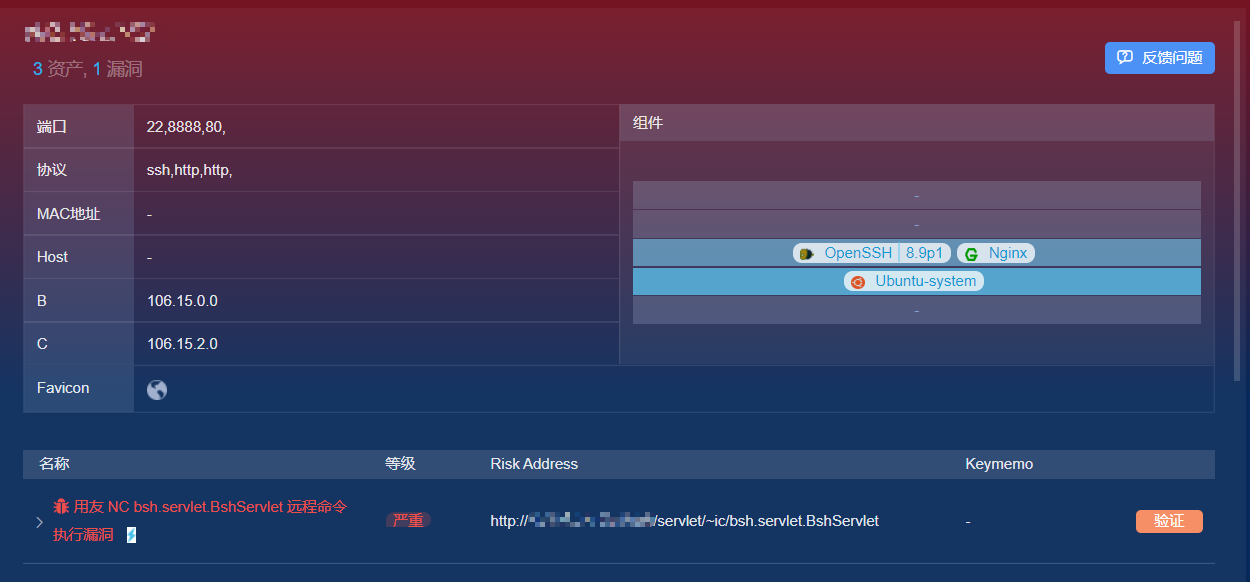 3 资产, 1 漏洞
反馈问题
端口 22,8888,80,
协议 ssh,http,http,
MAC地址 -
Host -
B 106.15.0.0
C 106.15.2.0
Favicon
组件
-
-
OpenSSH 8.9p1 Nginx
Ubuntu-system
-
名称 等级 Risk Address Keymemo
用友 NC bsh.servlet.BshServlet 远程命令
执行漏洞
严重
http:// /servlet/~ic/bsh.servlet.BshServlet
-
验证